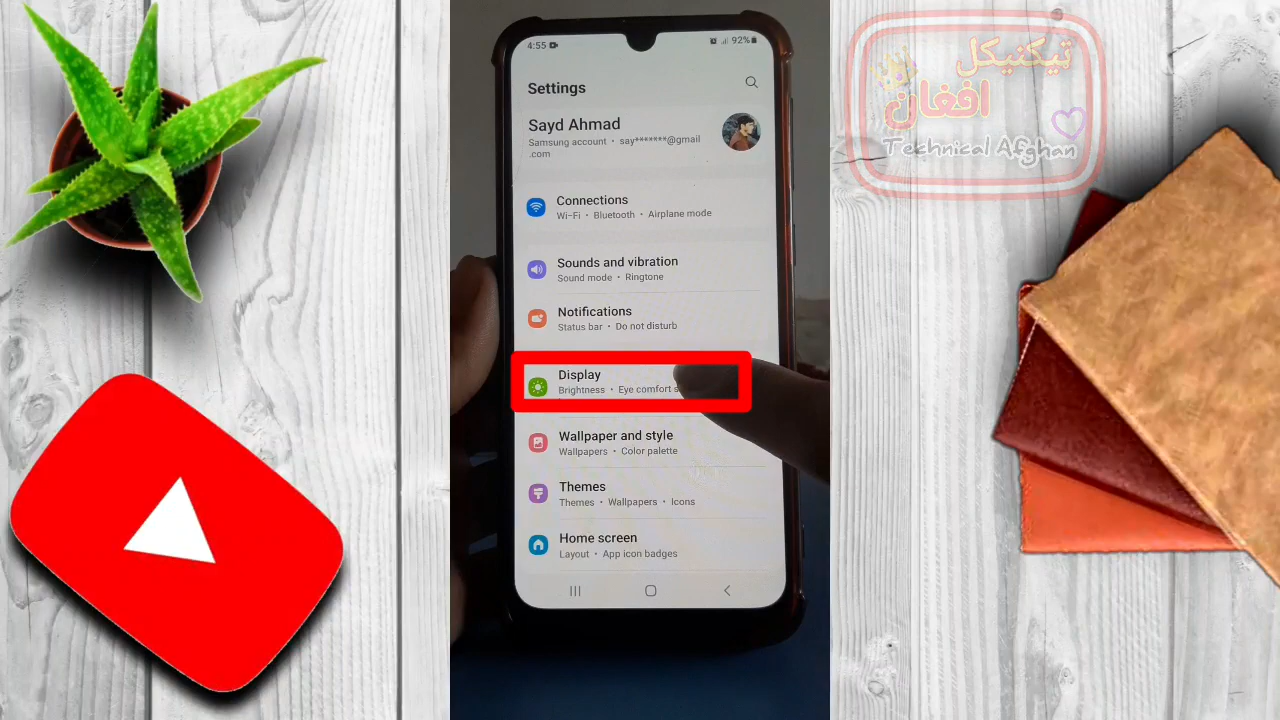 4:55
92%
Settings
Sayd Ahmad
Samsung account • say*******@gmail
.com
Connections
Wi-Fi • Bluetooth • Airplane mode
Sounds and vibration
Sound mode • Ringtone
Notifications
Status bar • Do not disturb
Display
Brightness • Eye comfort
Wallpaper and style
Wallpapers • Color palette
Themes
Themes • Wallpapers • Icons
Home screen
Layout • App icon badges
تیکنیکل
افغان
Technical Afghan